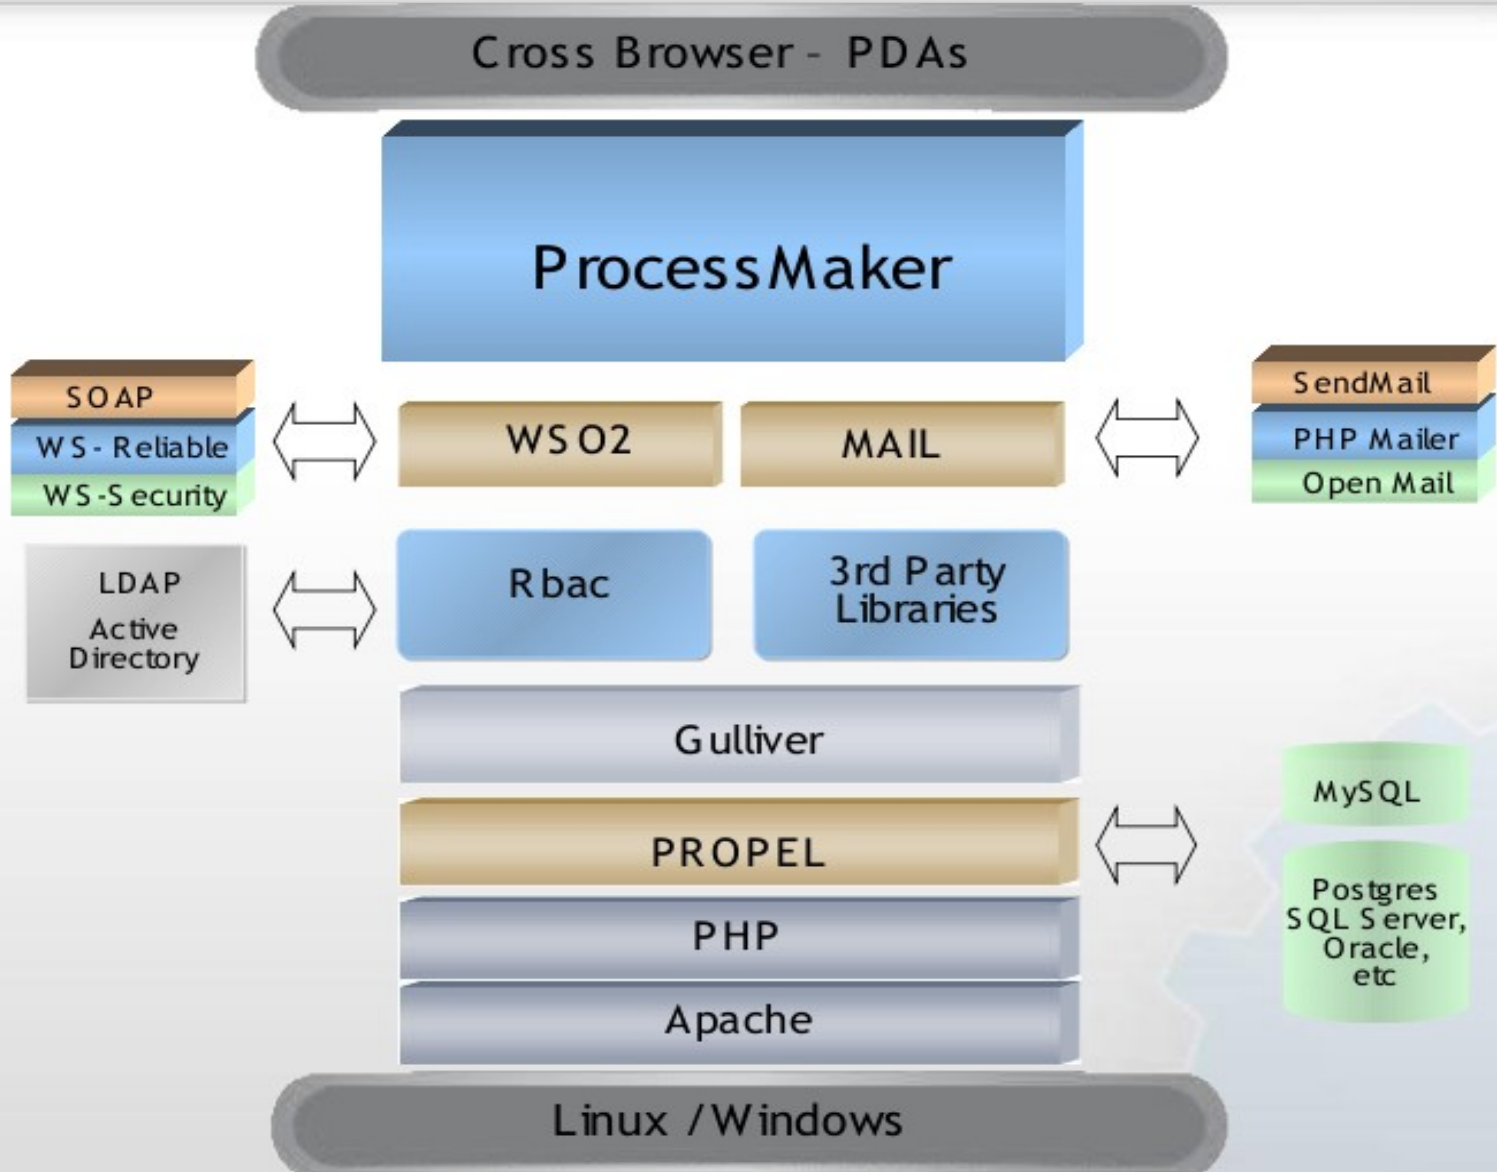 Cross Browser - PDAs
ProcessMaker
SOAP
WS- Reliable
WS-Security
WSO2
MAIL
SendMail
PHP Mailer
Open Mail
LDAP
Active
Directory
Rbac
3rd Party
Libraries
Gulliver
PROPEL
MySQL
Postgres
SQL Server,
Oracle,
etc
PHP
Apache
Linux /Windows